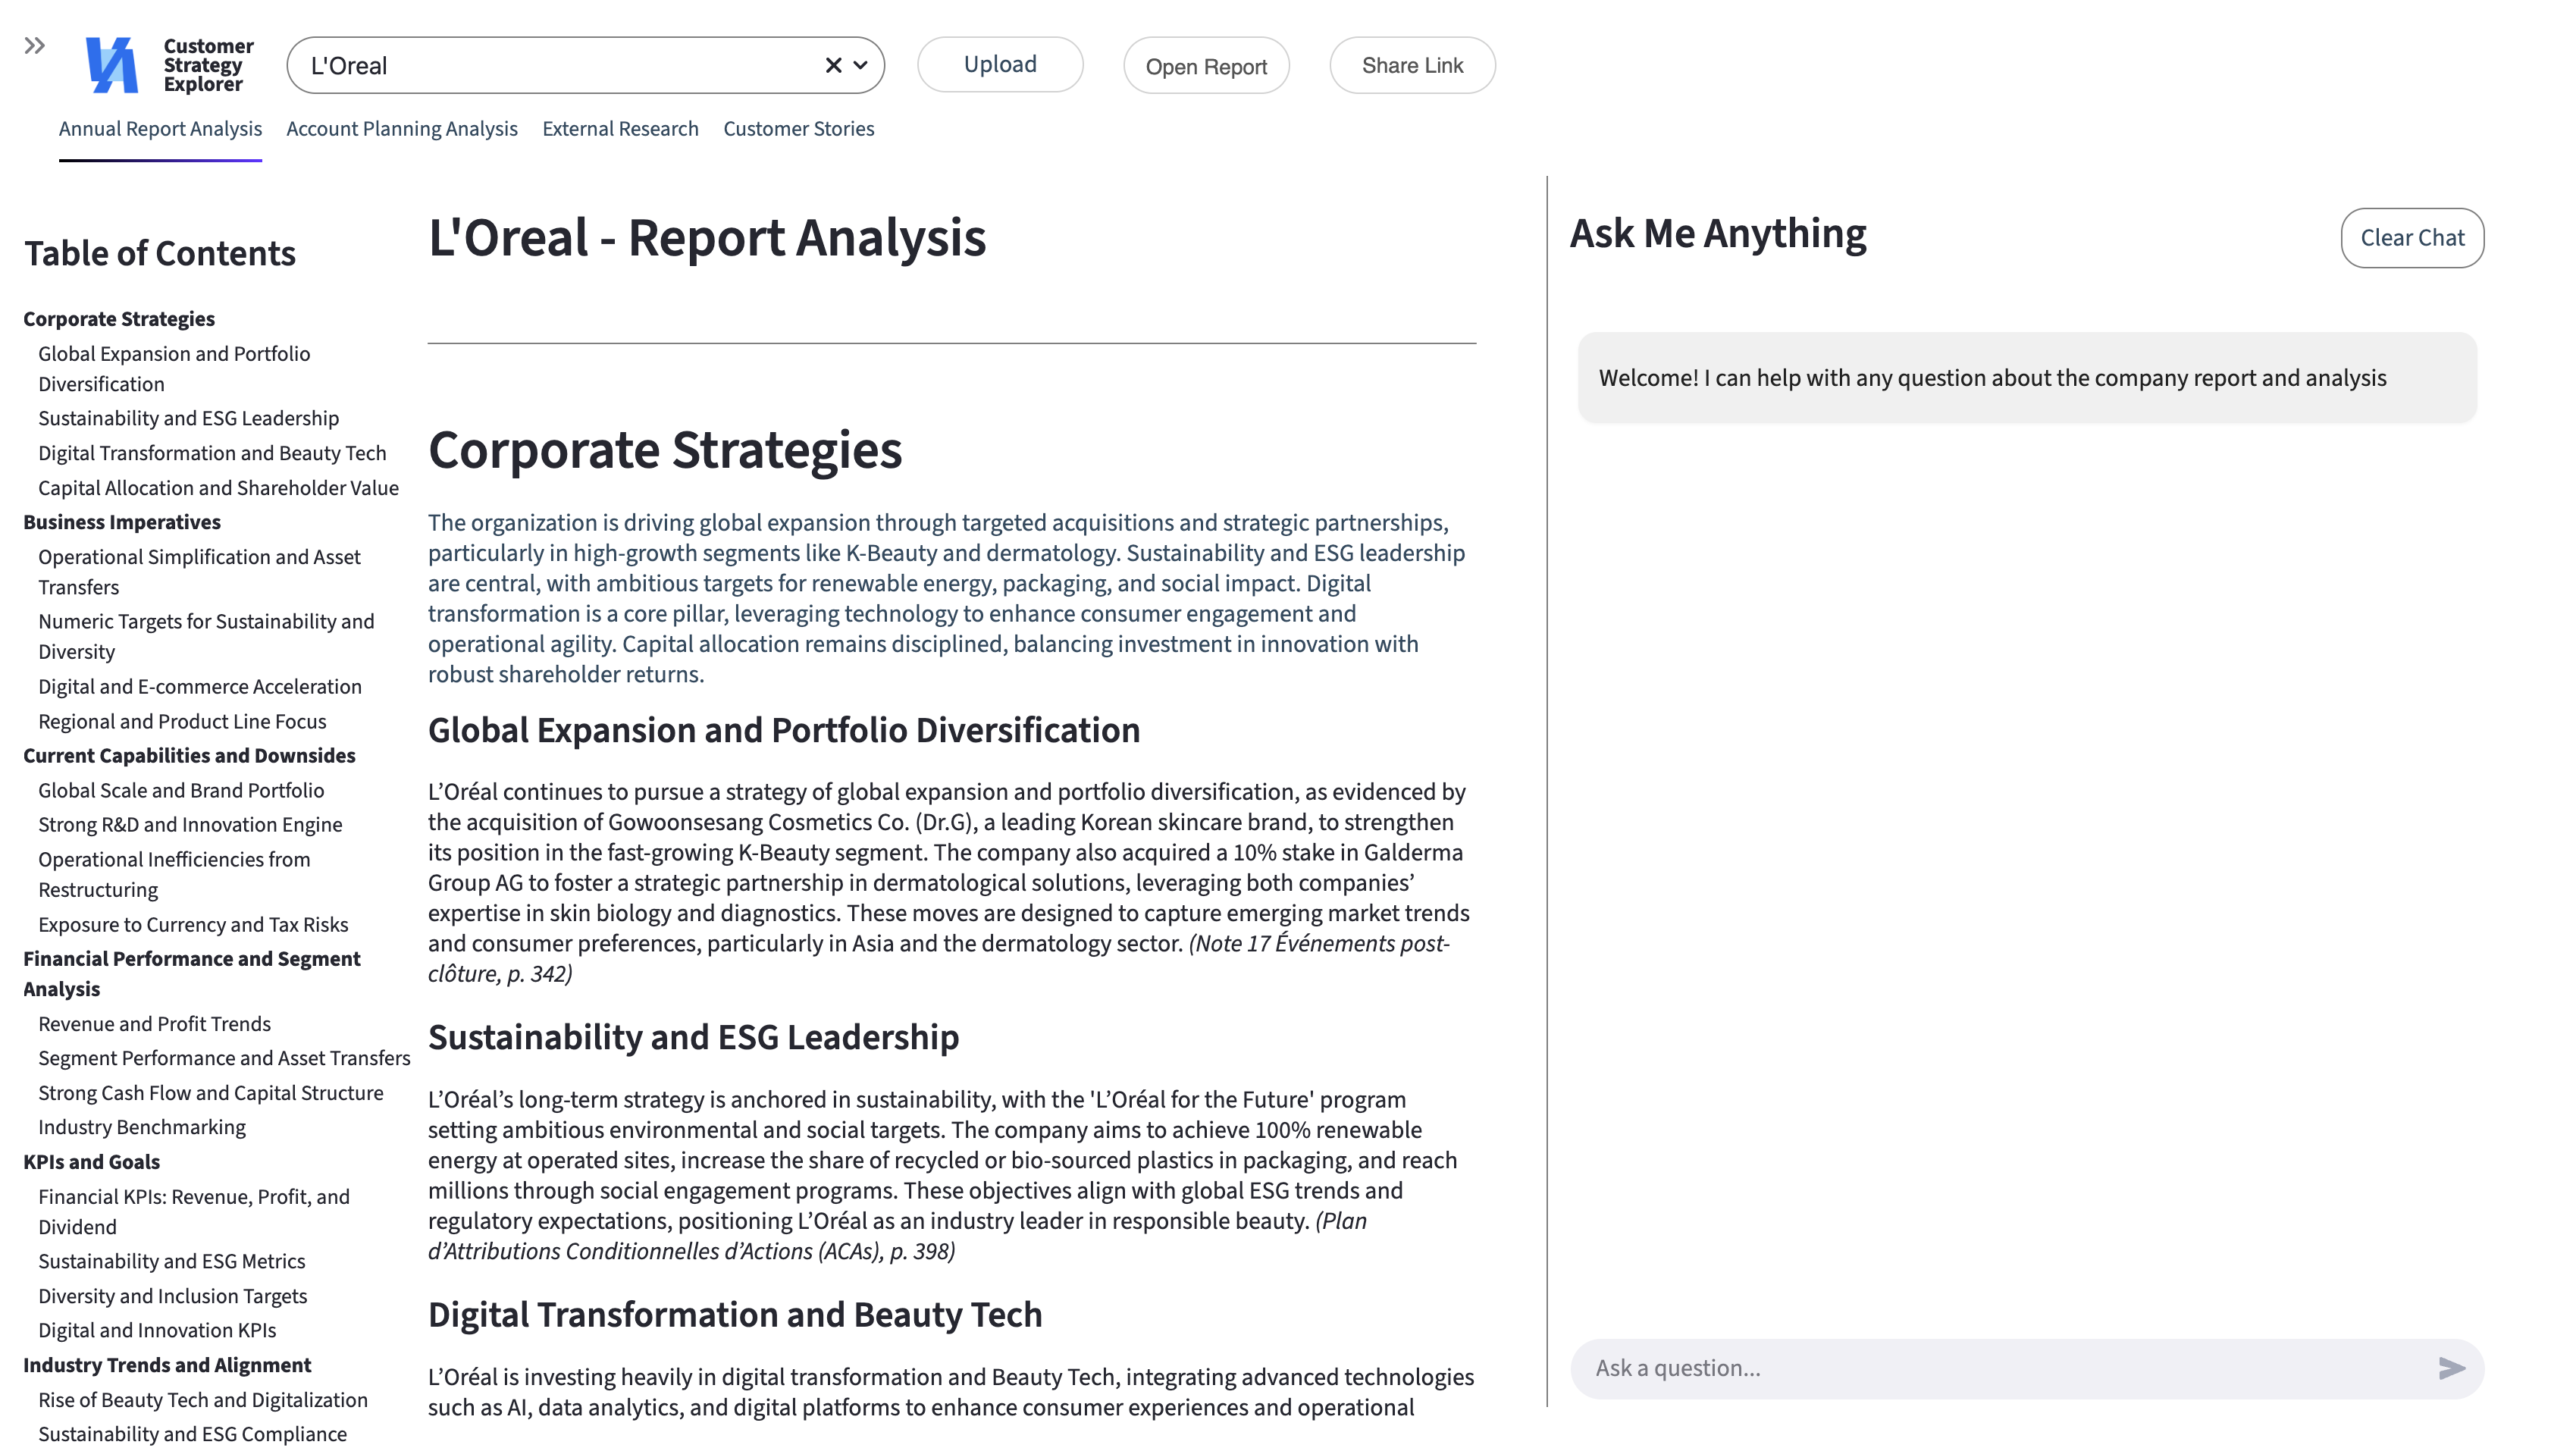 Customer
Strategy
Explorer
L'Oreal
Upload
Open Report
Share Link
Annual Report Analysis
Account Planning Analysis
External Research
Customer Stories
Table of Contents
Corporate Strategies
Global Expansion and Portfolio
Diversification
Sustainability and ESG Leadership
Digital Transformation and Beauty Tech
Capital Allocation and Shareholder Value
Business Imperatives
Operational Simplification and Asset
Transfers
Numeric Targets for Sustainability and
Diversity
Digital and E-commerce Acceleration
Regional and Product Line Focus
Current Capabilities and Downsides
Global Scale and Brand Portfolio
Strong R&D and Innovation Engine
Operational Inefficiencies from
Restructuring
Exposure to Currency and Tax Risks
Financial Performance and Segment
Analysis
Revenue and Profit Trends
Segment Performance and Asset Transfers
Strong Cash Flow and Capital Structure
Industry Benchmarking
KPIs and Goals
Financial KPIs: Revenue, Profit, and
Dividend
Sustainability and ESG Metrics
Diversity and Inclusion Targets
Digital and Innovation KPIs
Industry Trends and Alignment
Rise of Beauty Tech and Digitalization
Sustainability and ESG Compliance
L'Oreal - Report Analysis
Corporate Strategies
The organization is driving global expansion through targeted acquisitions and strategic partnerships,
particularly in high-growth segments like K-Beauty and dermatology. Sustainability and ESG leadership
are central, with ambitious targets for renewable energy, packaging, and social impact. Digital
transformation is a core pillar, leveraging technology to enhance consumer engagement and
operational agility. Capital allocation remains disciplined, balancing investment in innovation with
robust shareholder returns.
Global Expansion and Portfolio Diversification
L’Oréal continues to pursue a strategy of global expansion and portfolio diversification, as evidenced by
the acquisition of Gowoonsesang Cosmetics Co. (Dr.G), a leading Korean skincare brand, to strengthen
its position in the fast-growing K-Beauty segment. The company also acquired a 10% stake in Galderma
Group AG to foster a strategic partnership in dermatological solutions, leveraging both companies’
expertise in skin biology and diagnostics. These moves are designed to capture emerging market trends
and consumer preferences, particularly in Asia and the dermatology sector. (Note 17 Événements post-
clôture, p. 342)
Sustainability and ESG Leadership
L’Oréal’s long-term strategy is anchored in sustainability, with the 'L’Oréal for the Future' program
setting ambitious environmental and social targets. The company aims to achieve 100% renewable
energy at operated sites, increase the share of recycled or bio-sourced plastics in packaging, and reach
millions through social engagement programs. These objectives align with global ESG trends and
regulatory expectations, positioning L’Oréal as an industry leader in responsible beauty. (Plan
d’Attributions Conditionnelles d’Actions (ACAs), p. 398)
Digital Transformation and Beauty Tech
L’Oréal is investing heavily in digital transformation and Beauty Tech, integrating advanced technologies
such as AI, data analytics, and digital platforms to enhance consumer experiences and operational
Ask Me Anything
Clear Chat
Welcome! I can help with any question about the company report and analysis
Ask a question...